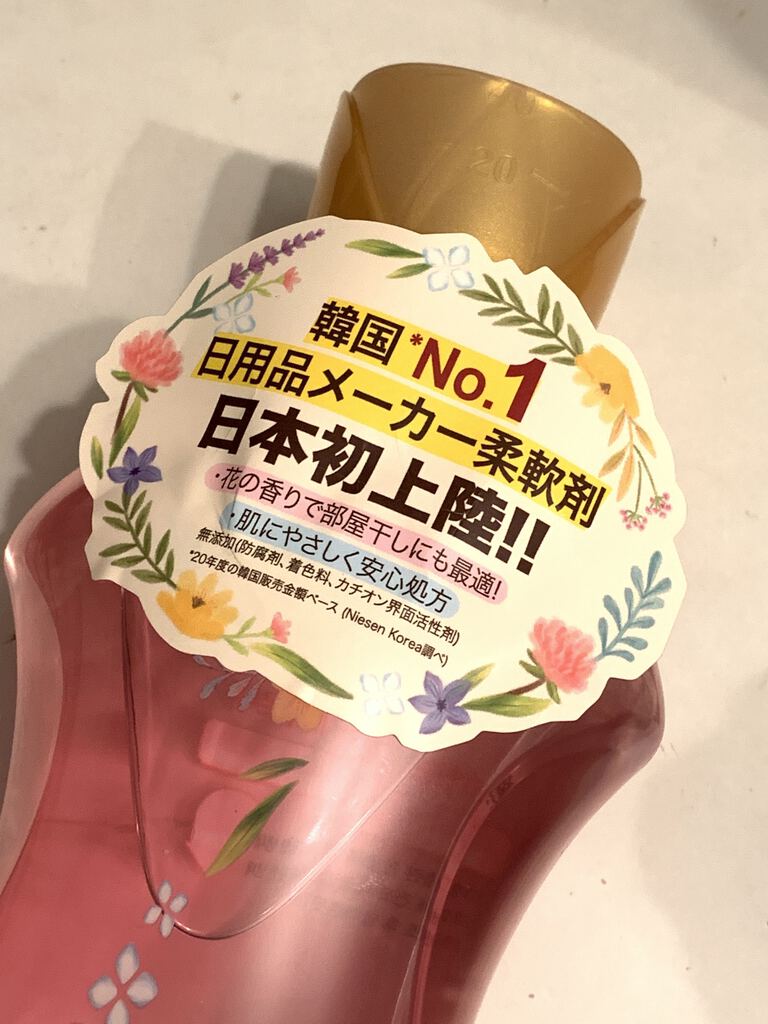 20
韓国*No.1
日用品メーカー柔軟剤
日本初上陸!!
・花の香りで部屋干しにも最適!
・肌にやさしく安心処方
無添加(防腐剤、着色料、カチオン界面活性剤)
*20年度の韓国販売金額ベース (Niesen Korea調べ)